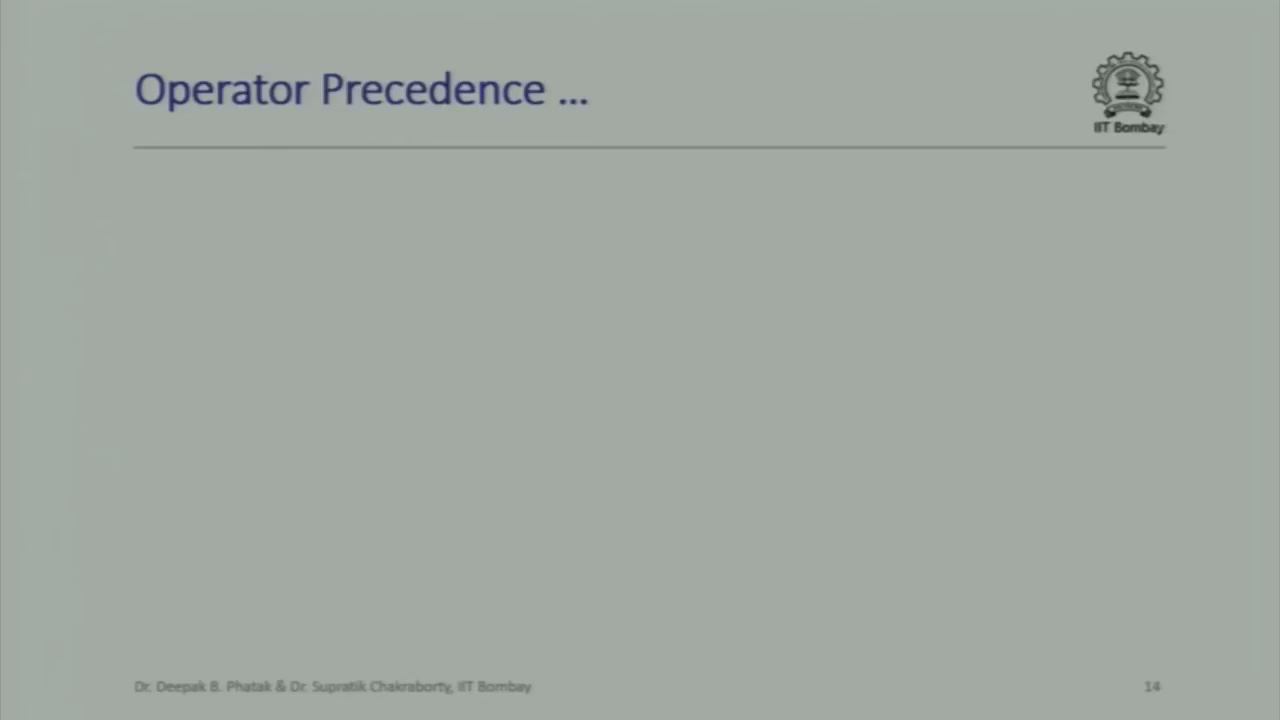 Operator Precedence ...
IIT Bombay
Dr. Deepak B. Phatak & Dr. Supratik Chakraborty, IIT Bombay
14